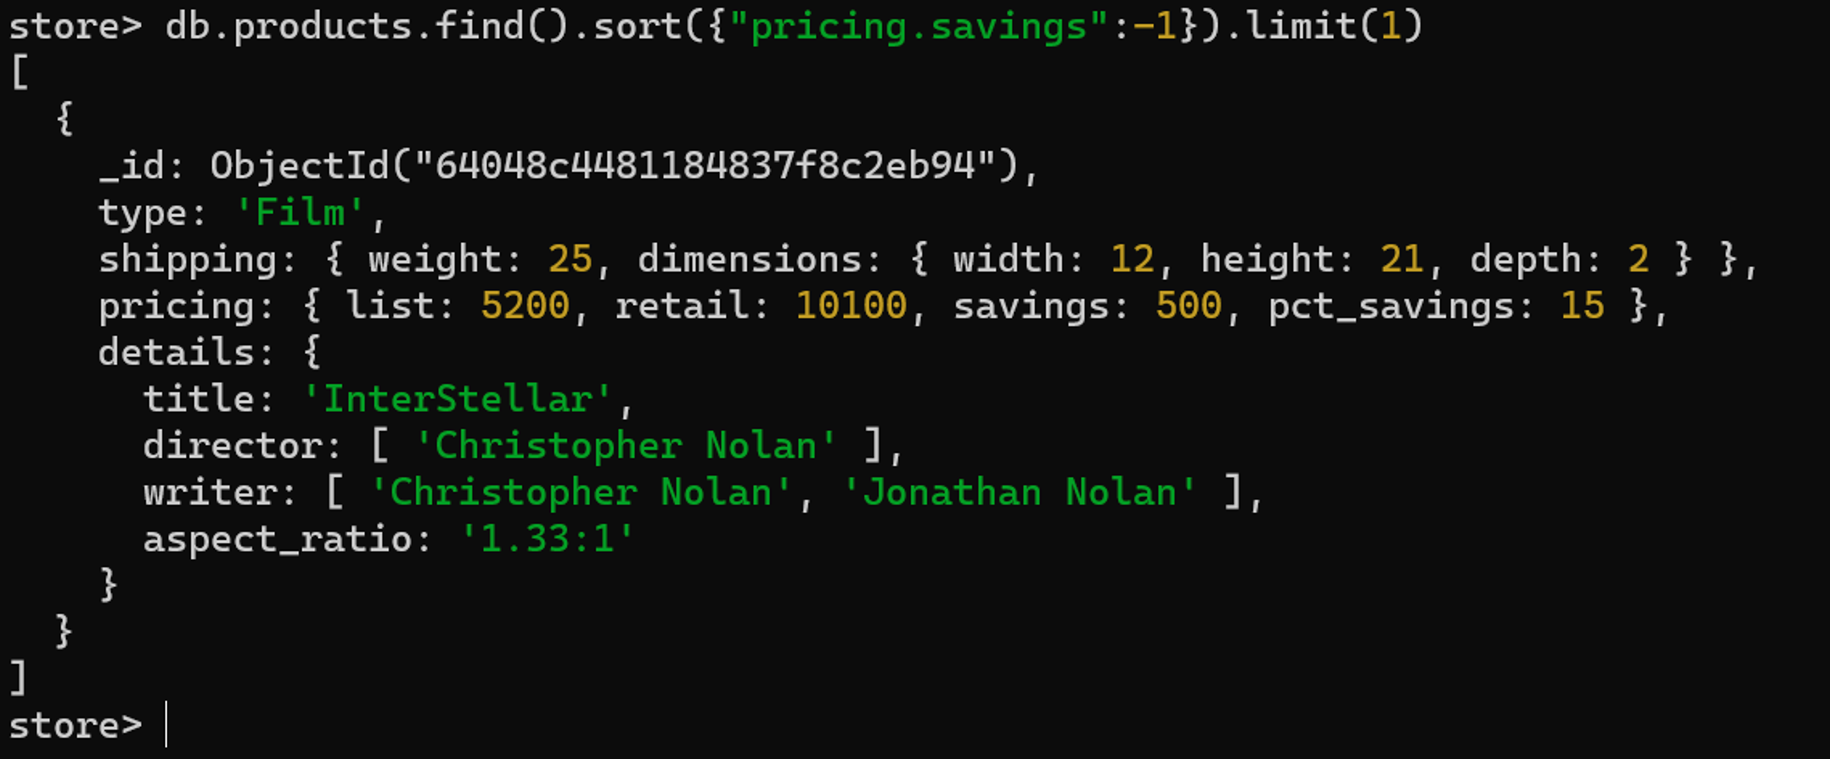 store> db.products.find().sort({"pricing.savings":-1}).limit(1)
[
  {
    _id: ObjectId("64048c4481184837f8c2eb94"),
    type: 'Film',
    shipping: { weight: 25, dimensions: { width: 12, height: 21, depth: 2 } },
    pricing: { list: 5200, retail: 10100, savings: 500, pct_savings: 15 },
    details: {
      title: 'InterStellar',
      director: [ 'Christopher Nolan' ],
      writer: [ 'Christopher Nolan', 'Jonathan Nolan' ],
      aspect_ratio: '1.33:1'
    }
  }
]
store>